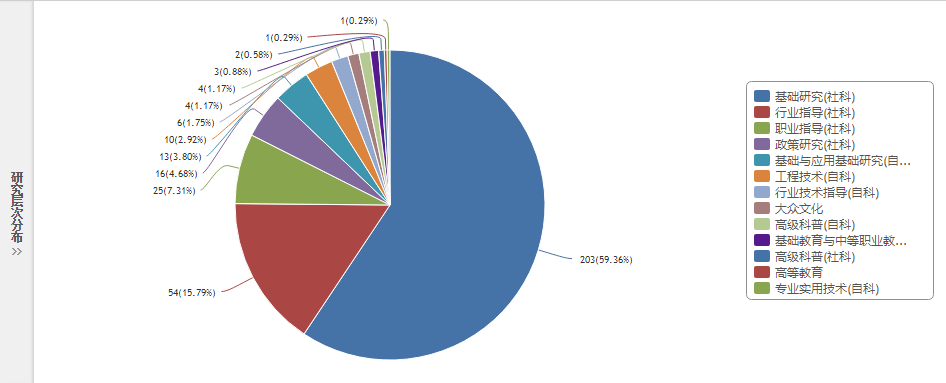 研究层次分布
1(0.29%)
1(0.29%)
2(0.58%)
3(0.88%)
4(1.17%)
4(1.17%)
6(1.75%)
10(2.92%)
13(3.80%)
16(4.68%)
25(7.31%)
54(15.79%)
203(59.36%)
基础研究(社科)
行业指导(社科)
职业指导(社科)
政策研究(社科)
基础与应用基础研究(自...
工程技术(自科)
行业技术指导(自科)
大众文化
高级科普(自科)
基础教育与中等职业教...
高级科普(社科)
高等教育
专业实用技术(自科)